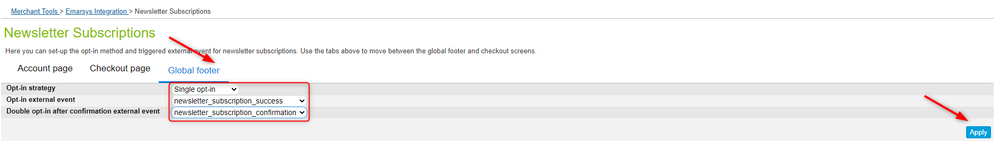 Merchant Tools > Emarsys Integration > Newsletter Subscriptions
Newsletter Subscriptions
Here you can set-up the opt-in method and triggered external event for newsletter subscriptions. Use the tabs above to move between the global footer and checkout screens.
Account page Checkout page Global footer
Opt-in strategy Single opt-in
Opt-in external event newsletter_subscription_success
Double opt-in after confirmation external event newsletter_subscription_confirmation
Apply